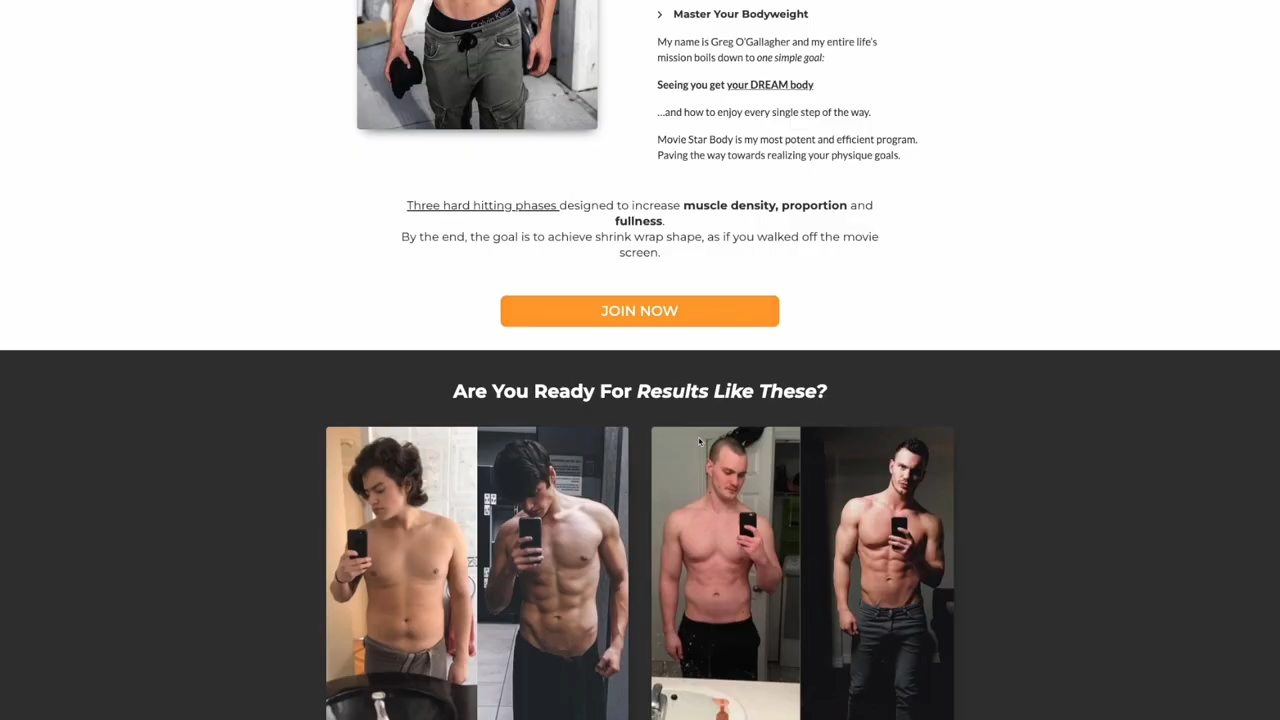 Calvin Klein
Master Your Bodyweight
My name is Greg O'Gallagher and my entire life's
mission boils down to one simple goal:
Seeing you get your DREAM body
...and how to enjoy every single step of the way.
Movie Star Body is my most potent and efficient program.
Paving the way towards realizing your physique goals.
Three hard hitting phases designed to increase muscle density, proportion and
fullness.
By the end, the goal is to achieve shrink wrap shape, as if you walked off the movie
screen.
JOIN NOW
Are You Ready For Results Like These?